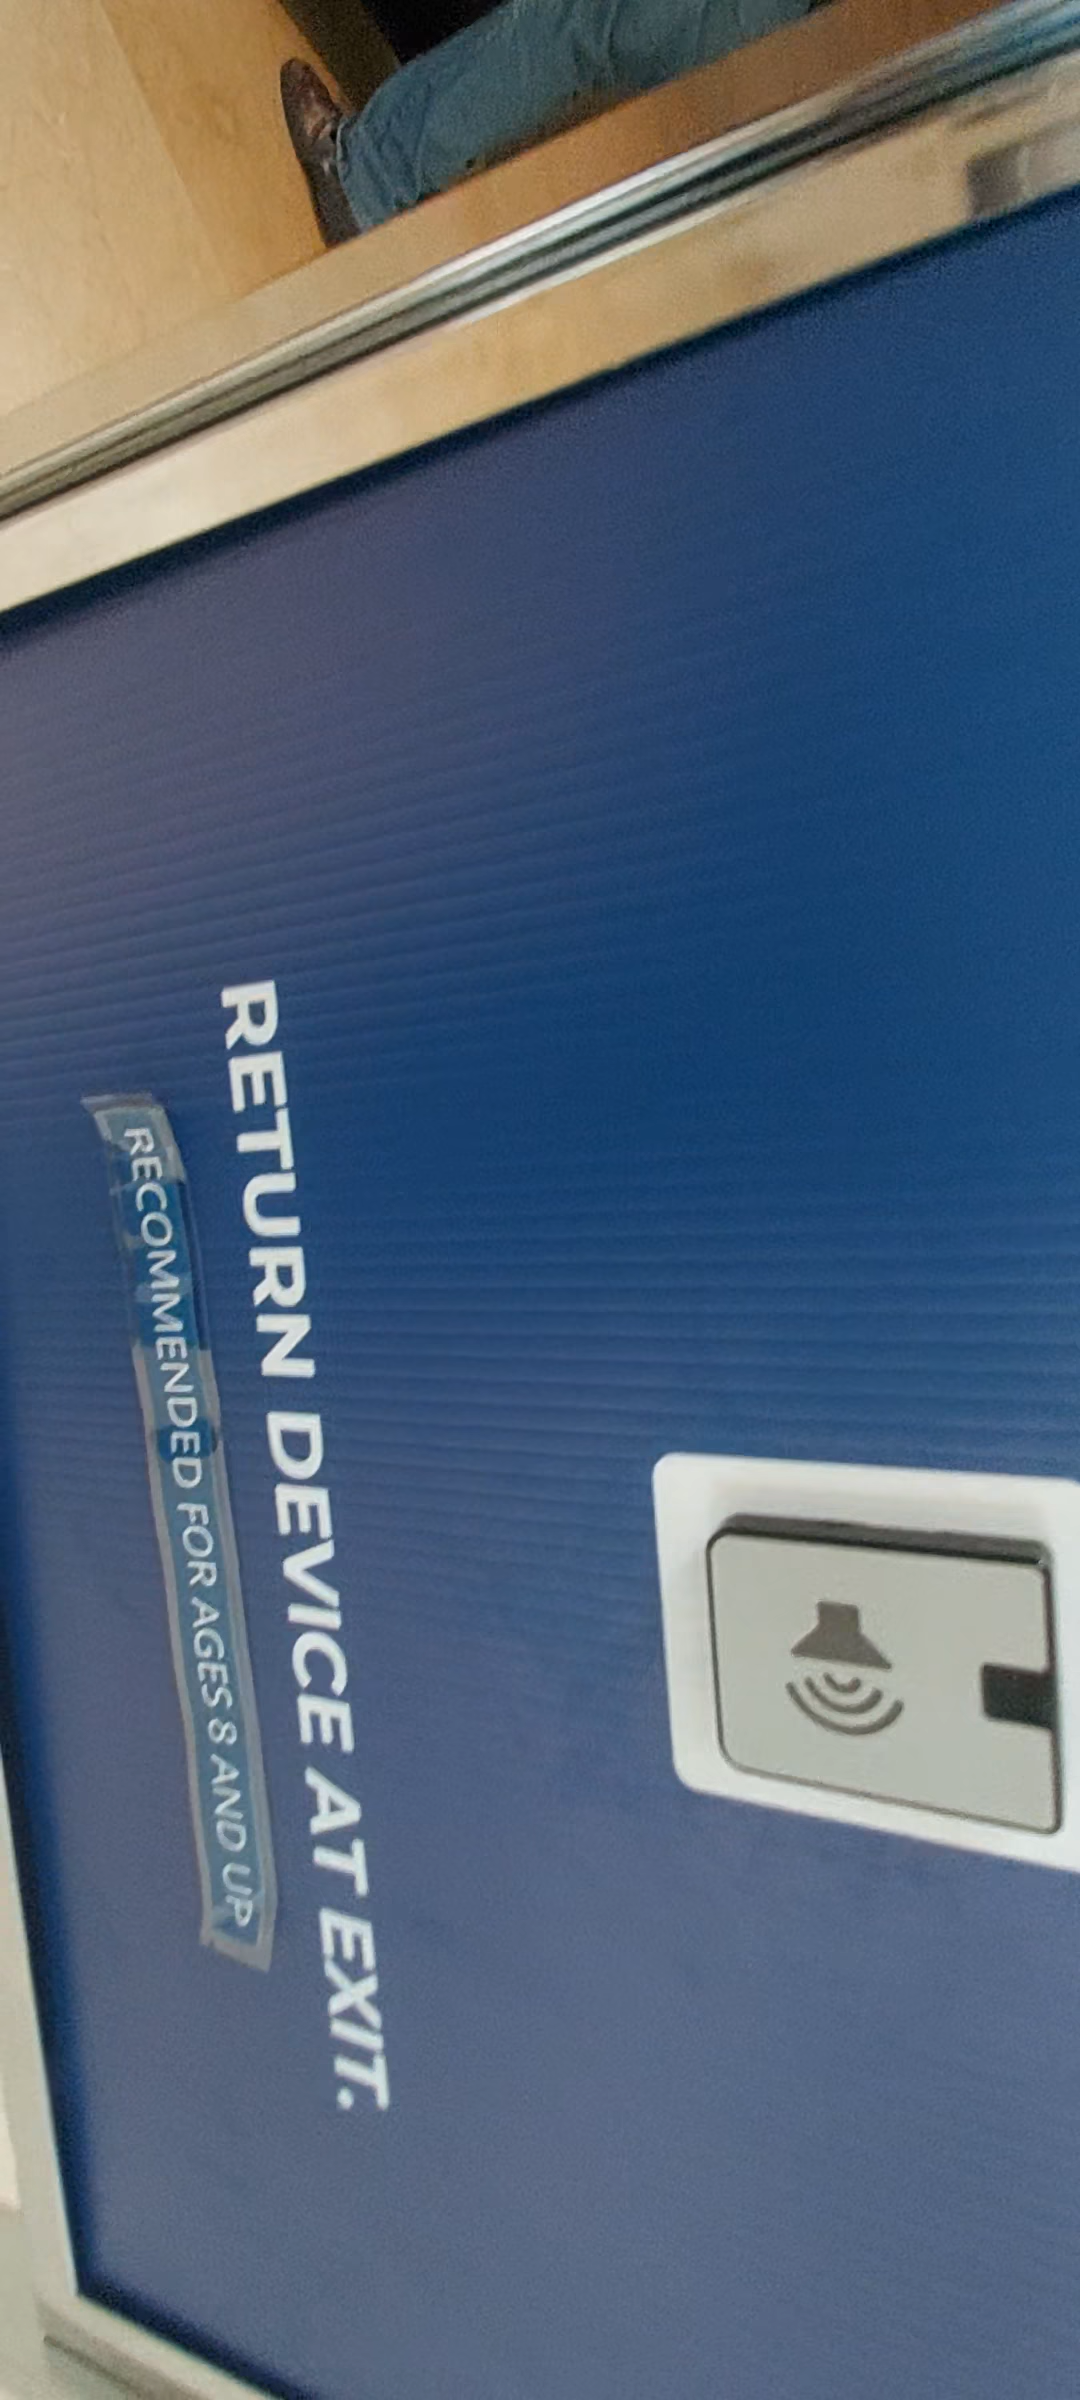 RETURN DEVICE AT EXIT.
RECOMMENDED FOR AGES 8 AND UP